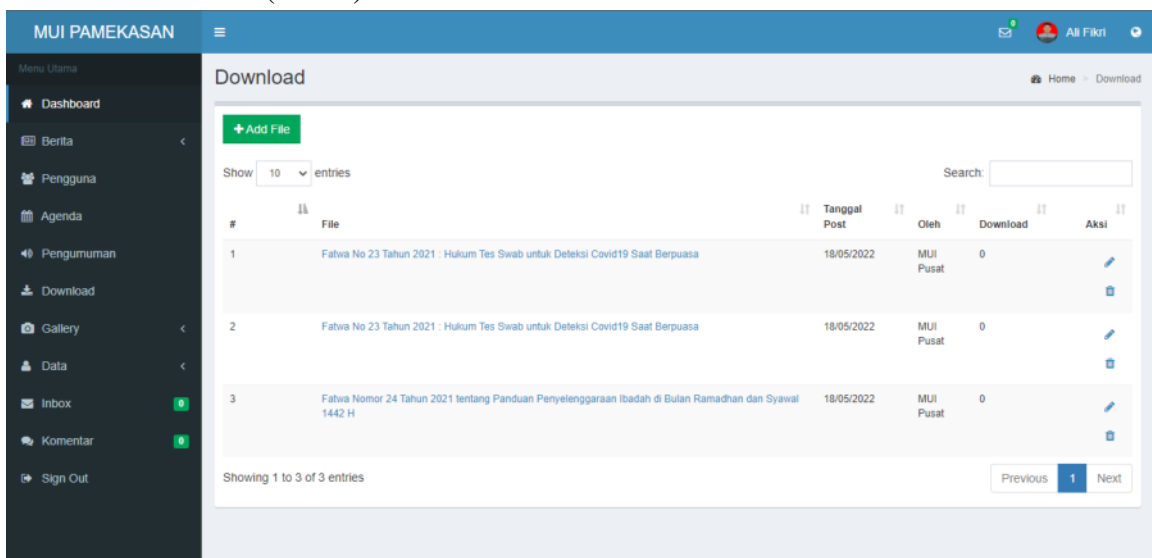 MUI PAMEKASAN
0
Ali Fikri
Menu Utama
Dashboard
Berita
Pengguna
Agenda
Pengumuman
Download
Gallery
Data
Inbox 0
Komentar 0
Sign Out
Download
Home > Download
+ Add File
Show 10 entries
Search:
# File Tanggal Post Oleh Download Aksi
1 Fatwa No 23 Tahun 2021 : Hukum Tes Swab untuk Deteksi Covid19 Saat Berpuasa 18/05/2022 MUI Pusat 0
2 Fatwa No 23 Tahun 2021 : Hukum Tes Swab untuk Deteksi Covid19 Saat Berpuasa 18/05/2022 MUI Pusat 0
3 Fatwa Nomor 24 Tahun 2021 tentang Panduan Penyelenggaraan Ibadah di Bulan Ramadhan dan Syawal 18/05/2022 MUI Pusat 0
1442 H
Showing 1 to 3 of 3 entries
Previous 1 Next